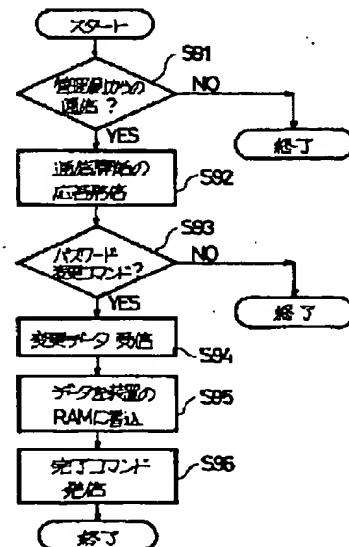 スタート
S91
管理局からの
通信?
NO
YES
終了
通信開始の
応答発信
S92
S93
パスワード
変更コマンド?
NO
YES
終了
変更データ 受信
S94
データを装置の
RAMに書込
S95
完了コマンド
発信
S96
終了